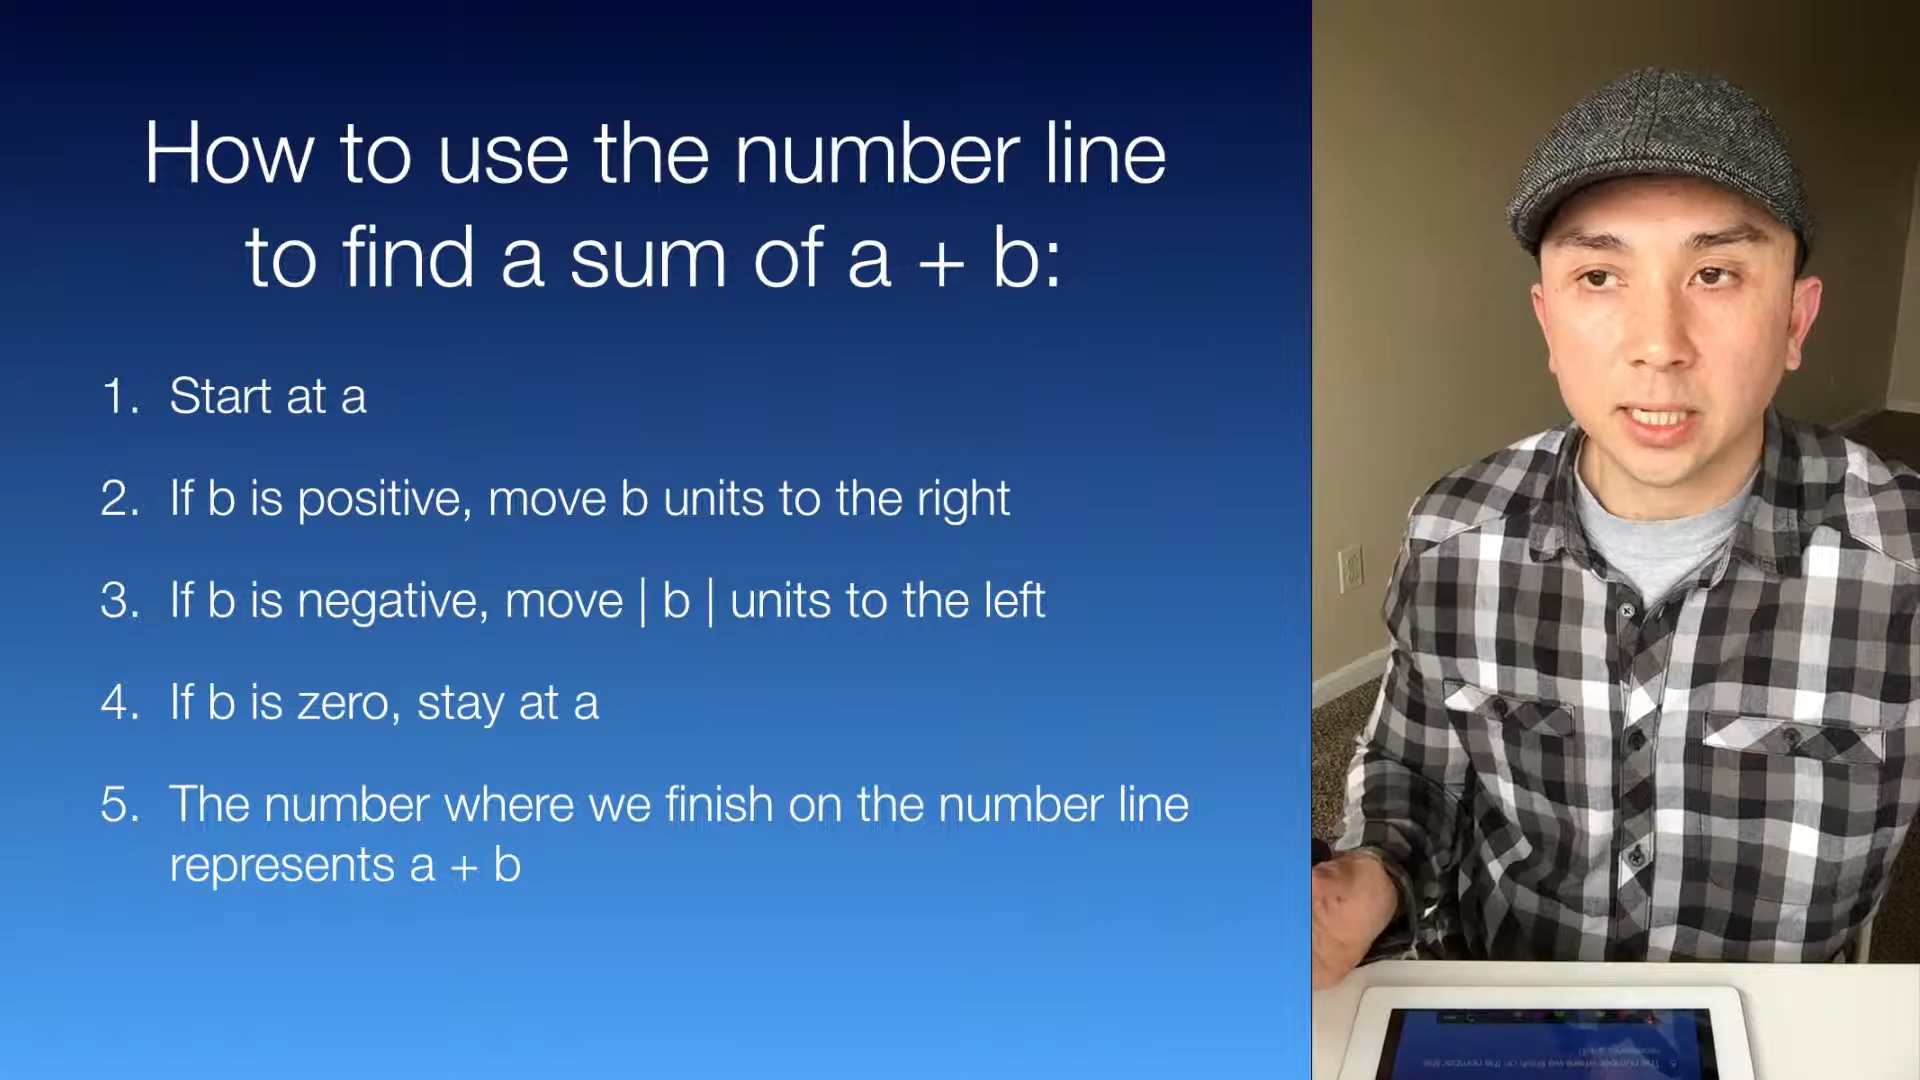 How to use the number line
to find a sum of a + b:
1. Start at a
2. If b is positive, move b units to the right
3. If b is negative, move | b | units to the left
4. If b is zero, stay at a
5. The number where we finish on the number line
represents a + b